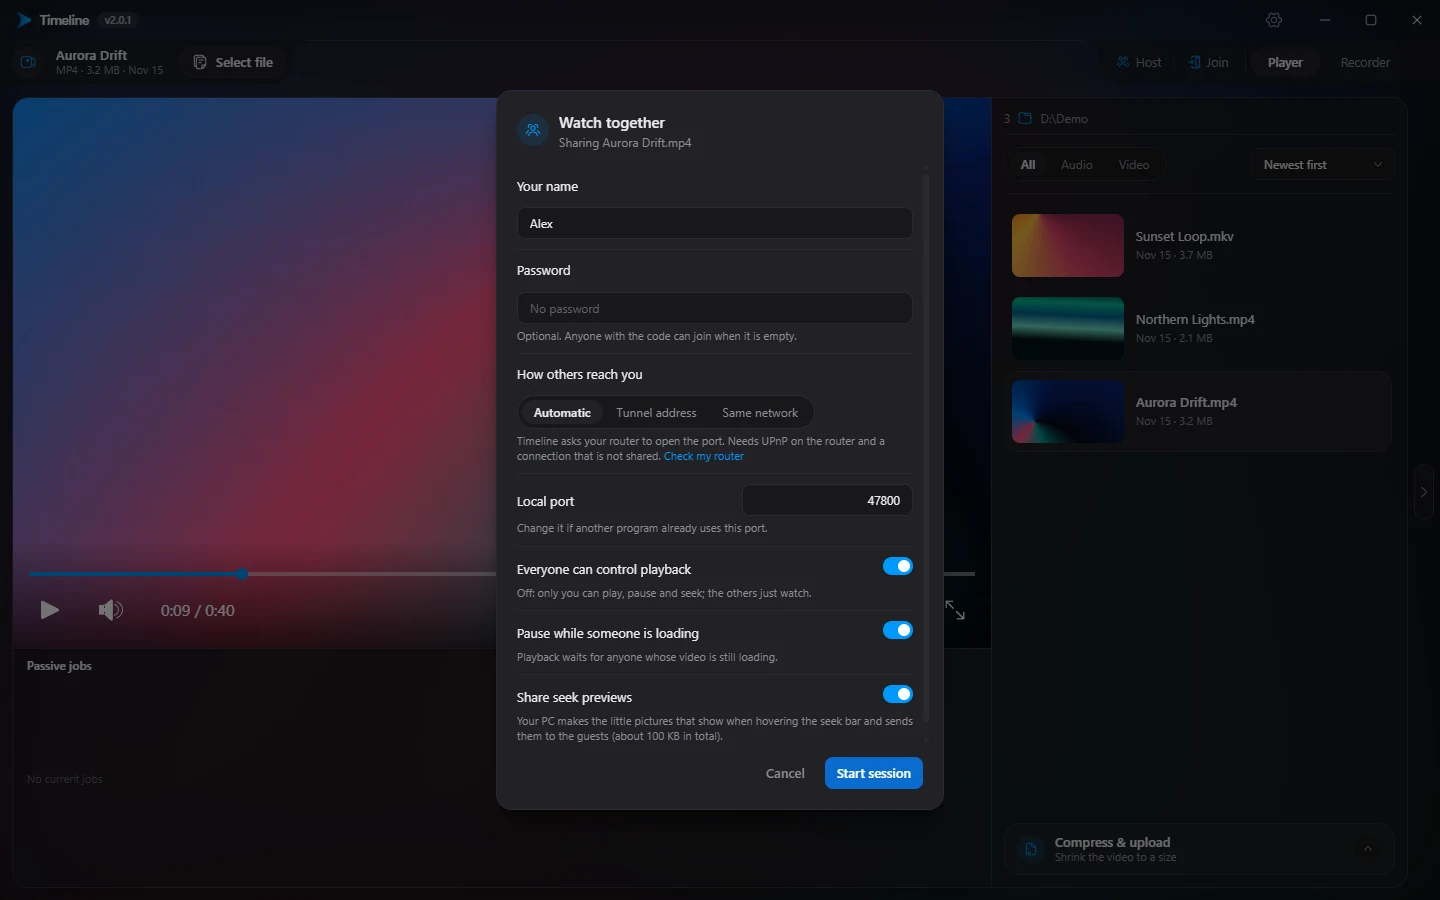 Timeline v2.0.1
Aurora Drift
MP4 · 3.2 MB · Nov 15
Select file
Host
Join
Player
Recorder
Watch together
Sharing Aurora Drift.mp4
Your name
Alex
Password
No password
Optional. Anyone with the code can join when it is empty.
How others reach you
Automatic
Tunnel address
Same network
Timeline asks your router to open the port. Needs UPnP on the router and a
connection that is not shared. Check my router
Local port
47800
Change it if another program already uses this port.
Everyone can control playback
Off: only you can play, pause and seek; the others just watch.
Pause while someone is loading
Playback waits for anyone whose video is still loading.
Share seek previews
Your PC makes the little pictures that show when hovering the seek bar and sends
them to the guests (about 100 KB in total).
Cancel
Start session
0:09 / 0:40
Passive jobs
No current jobs
3 D:\Demo
All
Audio
Video
Newest first
Sunset Loop.mkv
Nov 15 · 3.7 MB
Northern Lights.mp4
Nov 15 · 2.1 MB
Aurora Drift.mp4
Nov 15 · 3.2 MB
Compress & upload
Shrink the video to a size